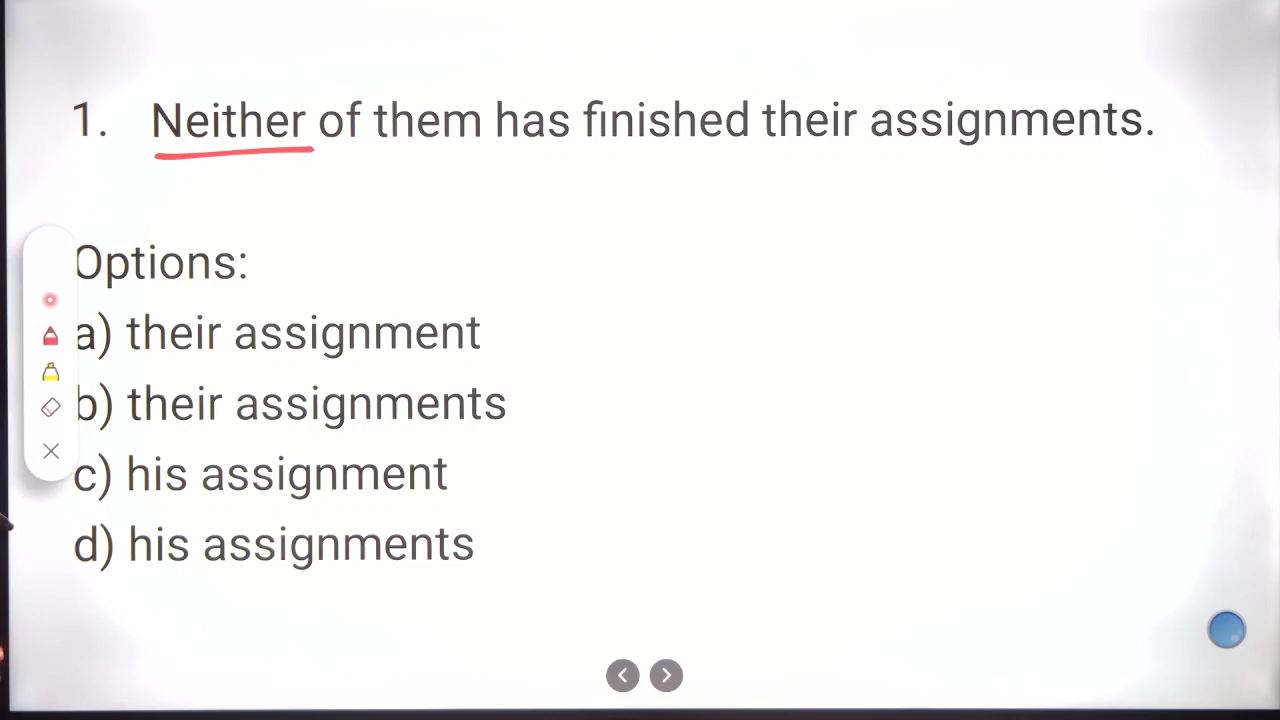 1. Neither of them has finished their assignments.
Options:
a) their assignment
b) their assignments
c) his assignment
d) his assignments